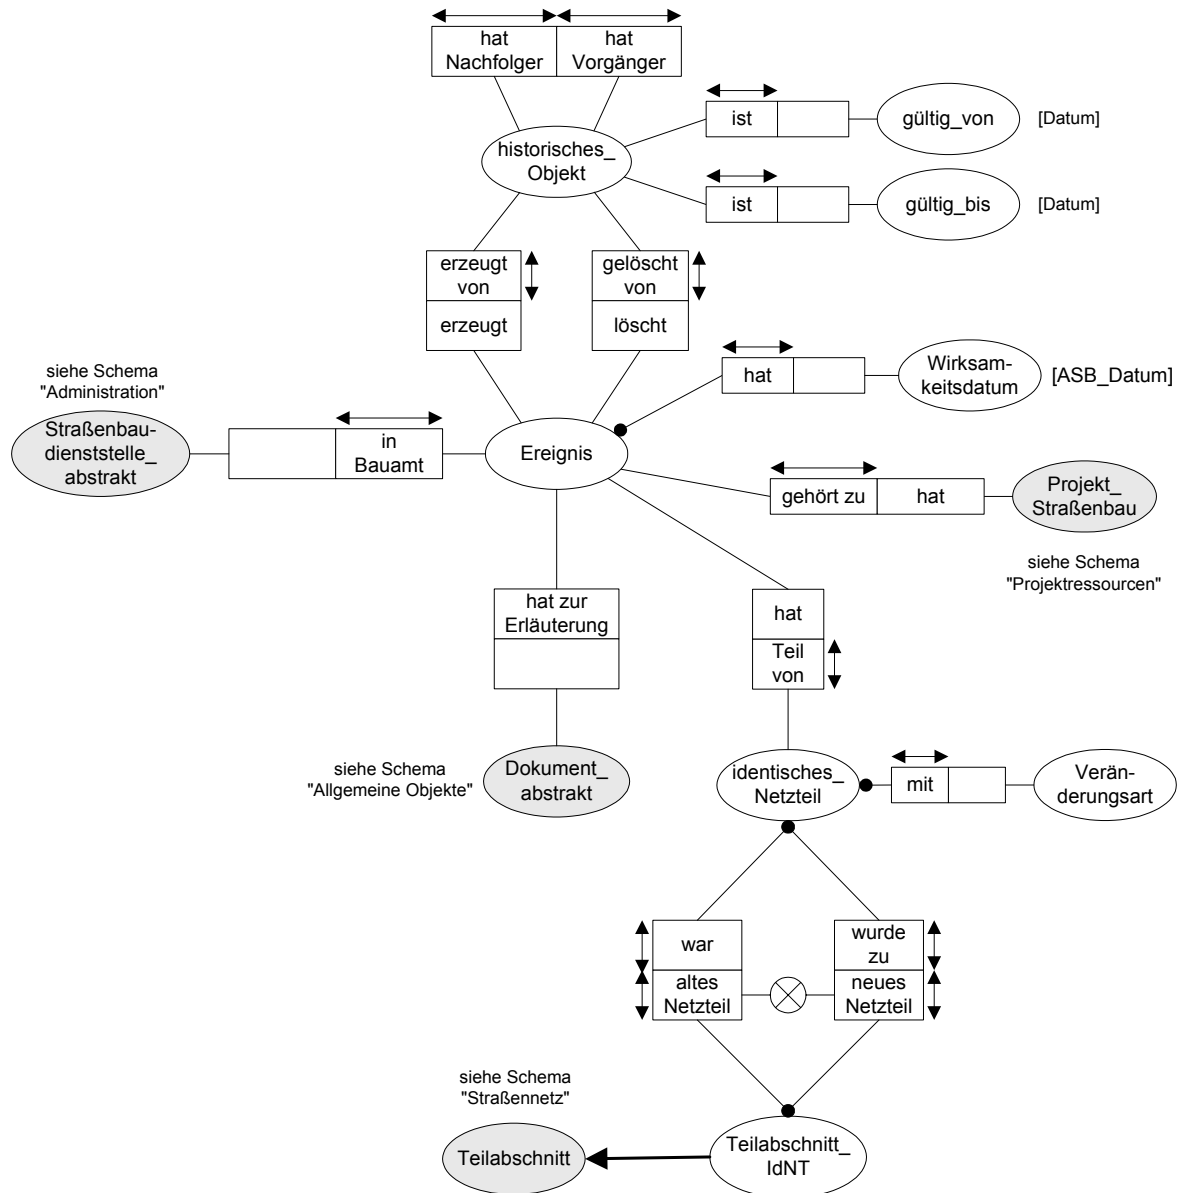 hat
Nachfolger
hat
Vorgänger
ist
gültig_von
[Datum]
historisches_
Objekt
ist
gültig_bis
[Datum]
erzeugt
von
gelöscht
von
erzeugt
löscht
siehe Schema
"Administration"
hat
Wirksam-
keitsdatum
[ASB_Datum]
Straßenbau-
dienststelle_
abstrakt
in
Bauamt
Ereignis
gehört zu
hat
Projekt_
Straßenbau
siehe Schema
"Projektressourcen"
hat zur
Erläuterung
hat
Teil
von
siehe Schema
"Allgemeine Objekte"
Dokument_
abstrakt
identisches_
Netzteil
mit
Verän-
derungsart
war
wurde
zu
altes
Netzteil
neues
Netzteil
siehe Schema
"Straßennetz"
Teilabschnitt
Teilabschnitt_
IdNT